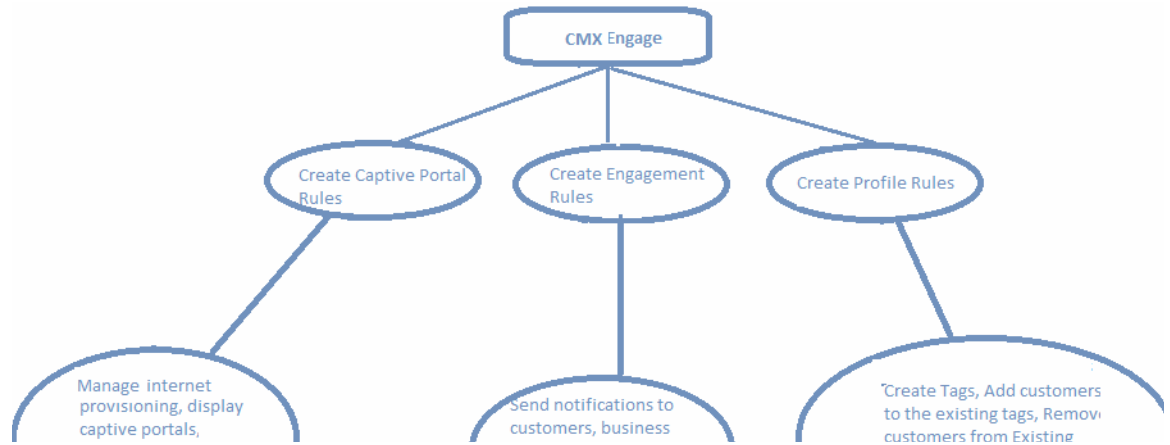 CMX Engage
Create Captive Portal
Rules
Create Engagement
Rules
Create Profile Rules
Manage internet
provisioning, display
captive portals,
Send notifications to
customers, business
Create Tags, Add customers
to the existing tags, Remov
customers from Existing